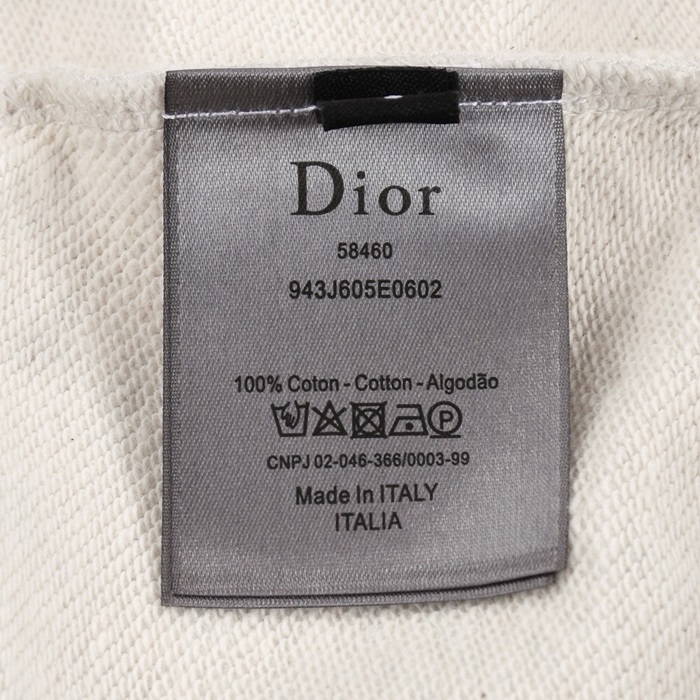 Dior
58460
943J605E0602
100% Coton - Cotton - Algodão
P
CNPJ 02-046-366/0003-99
Made In ITALY
ITALIA